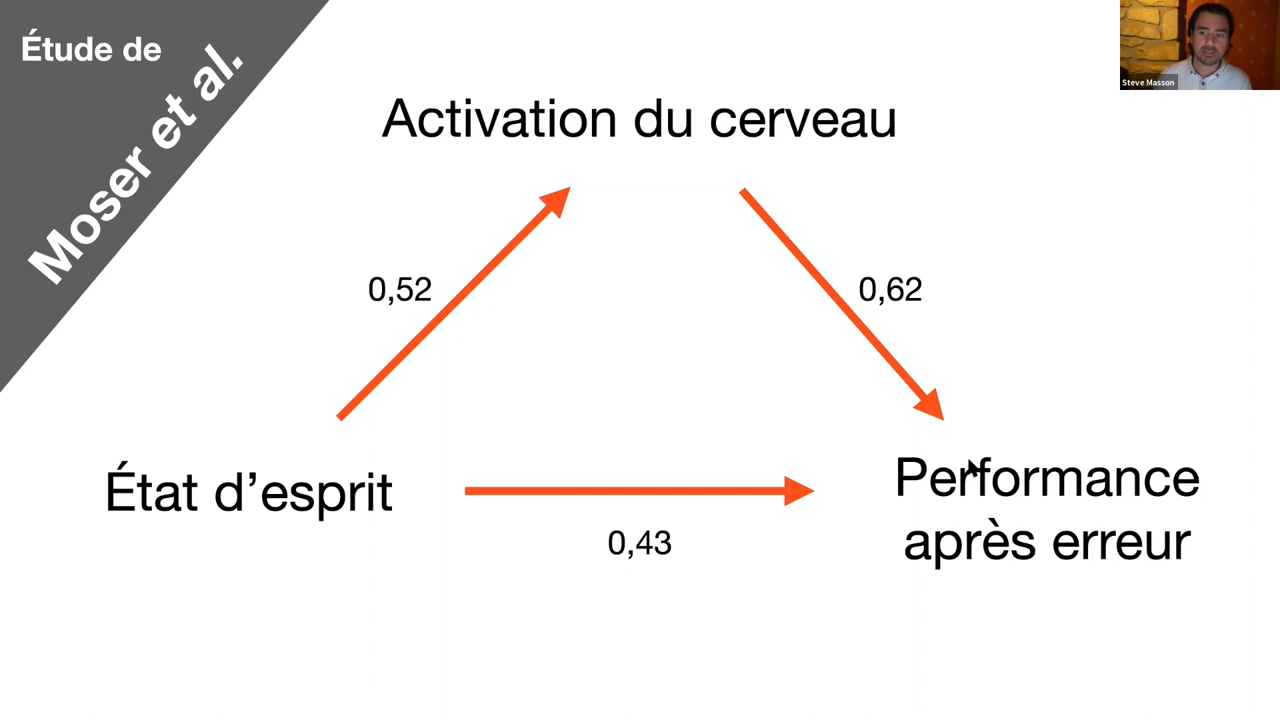 Étude de
Moser et al.
Steve Masson
Activation du cerveau
0,52
0,62
État d’esprit
0,43
Performance
après erreur